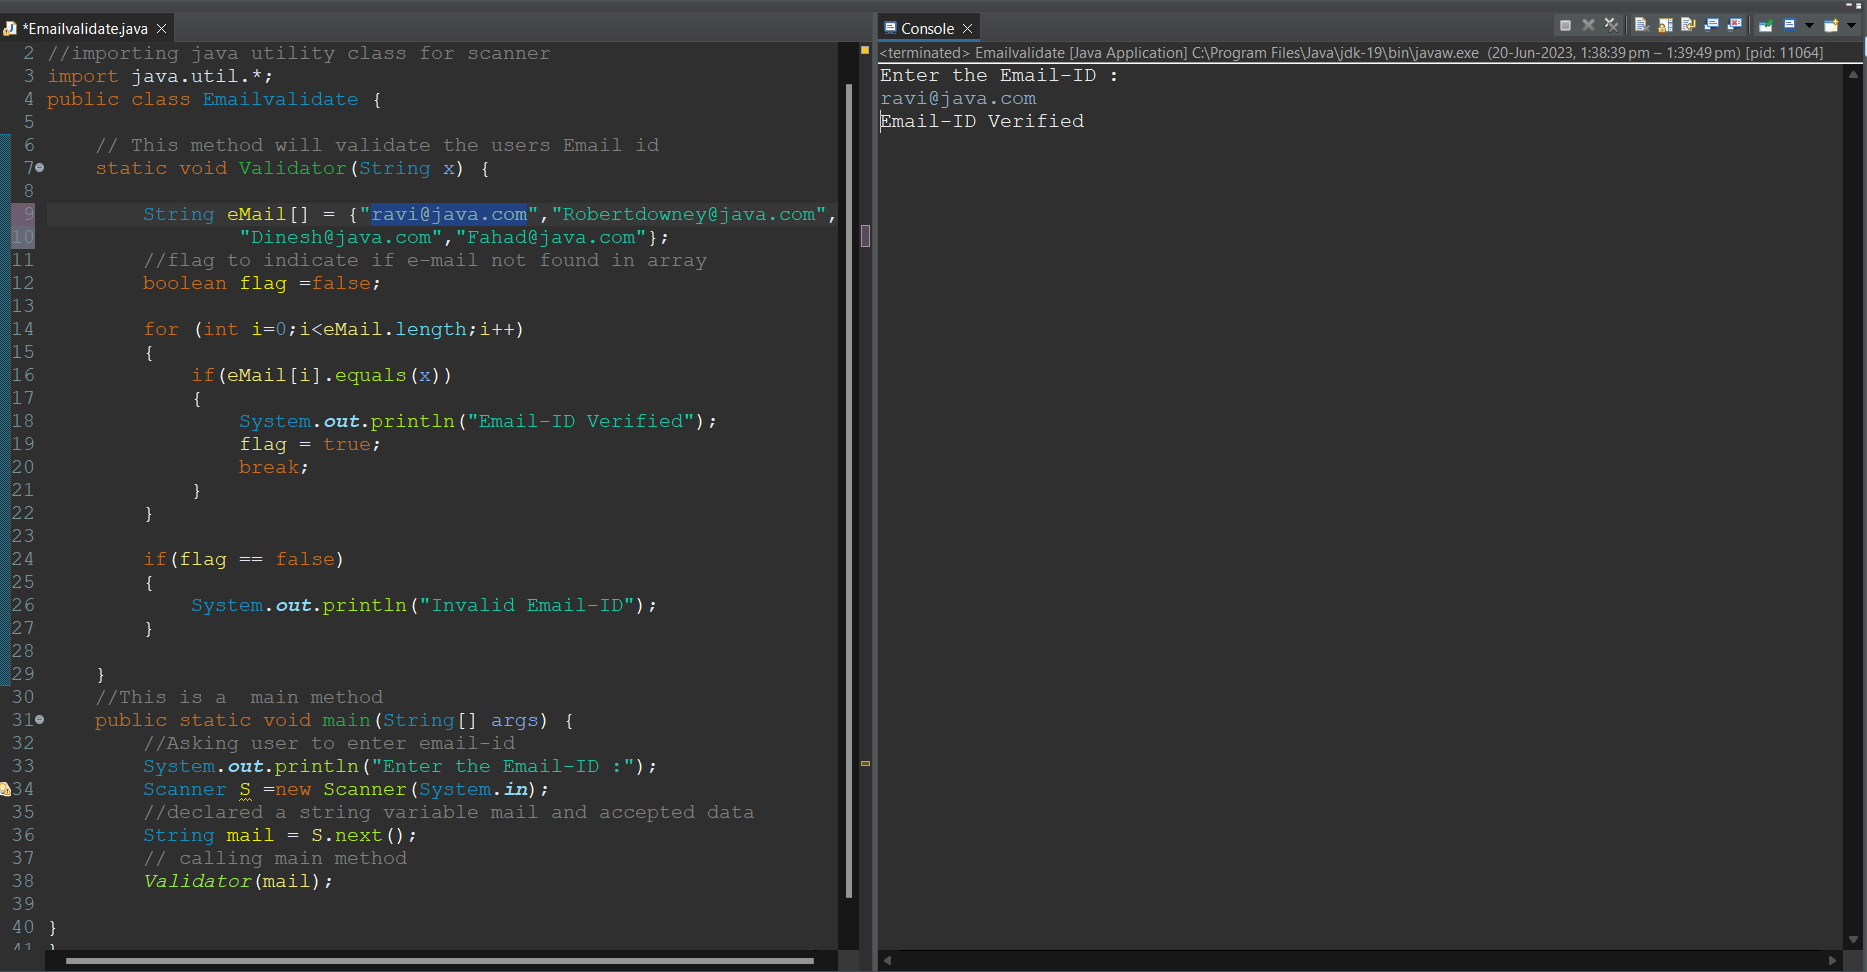 *Emailvalidate.java
2 //importing java utility class for scanner
3 import java.util.*;
4 public class Emailvalidate {
5
6     // This method will validate the users Email id
7     static void Validator(String x) {
8
9         String eMail[] = {"ravi@java.com","Robertdowney@java.com",
10                 "Dinesh@java.com","Fahad@java.com"};
11         //flag to indicate if e-mail not found in array
12         boolean flag =false;
13
14         for (int i=0;i<eMail.length;i++)
15         {
16             if(eMail[i].equals(x))
17             {
18                 System.out.println("Email-ID Verified");
19                 flag = true;
20                 break;
21             }
22         }
23
24         if(flag == false)
25         {
26             System.out.println("Invalid Email-ID");
27         }
28
29     }
30     //This is a  main method
31     public static void main(String[] args) {
32         //Asking user to enter email-id
33         System.out.println("Enter the Email-ID :");
34         Scanner S =new Scanner(System.in);
35         //declared a string variable mail and accepted data
36         String mail = S.next();
37         // calling main method
38         Validator(mail);
39
40 }
41 }
Console
<terminated> Emailvalidate [Java Application] C:\Program Files\Java\jdk-19\bin\javaw.exe (20-Jun-2023, 1:38:39 pm – 1:39:49 pm) [pid: 11064]
Enter the Email-ID :
ravi@java.com
Email-ID Verified